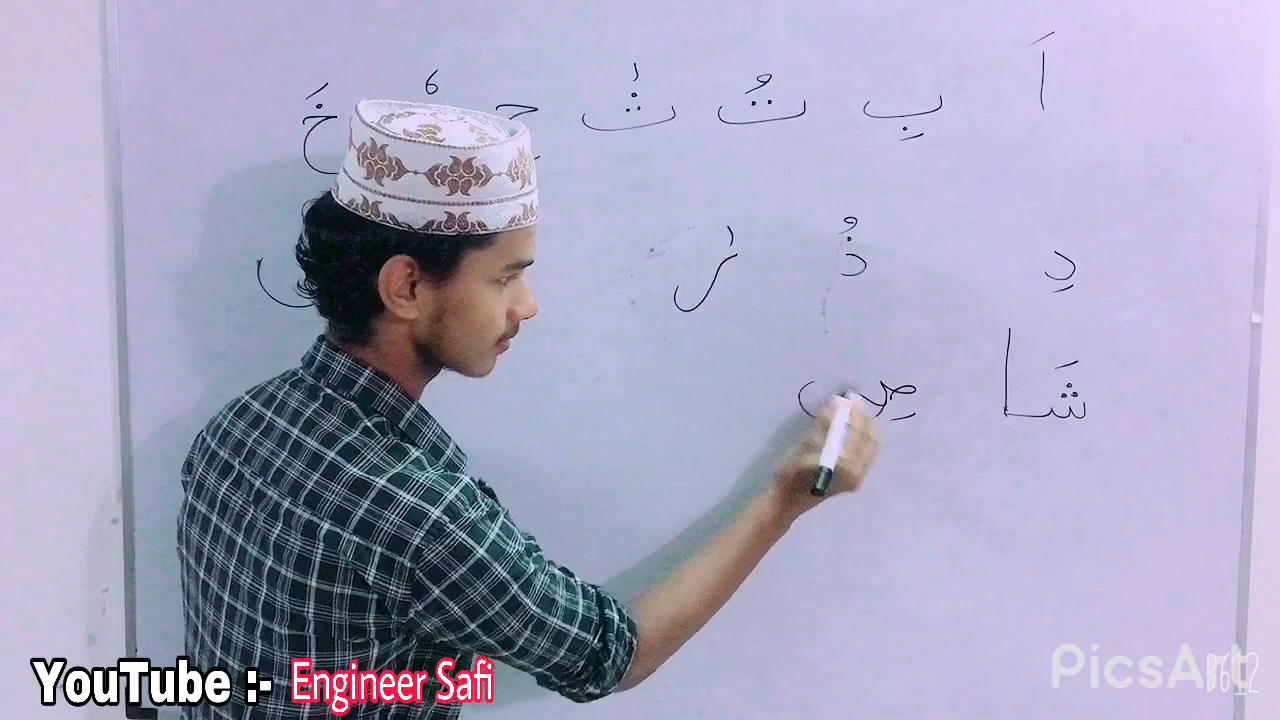 اَ بِ تُ ثٰ خَ
دِ ذُ رٰ
شَا صِ
YouTube :- Engineer Safi
PicsArt